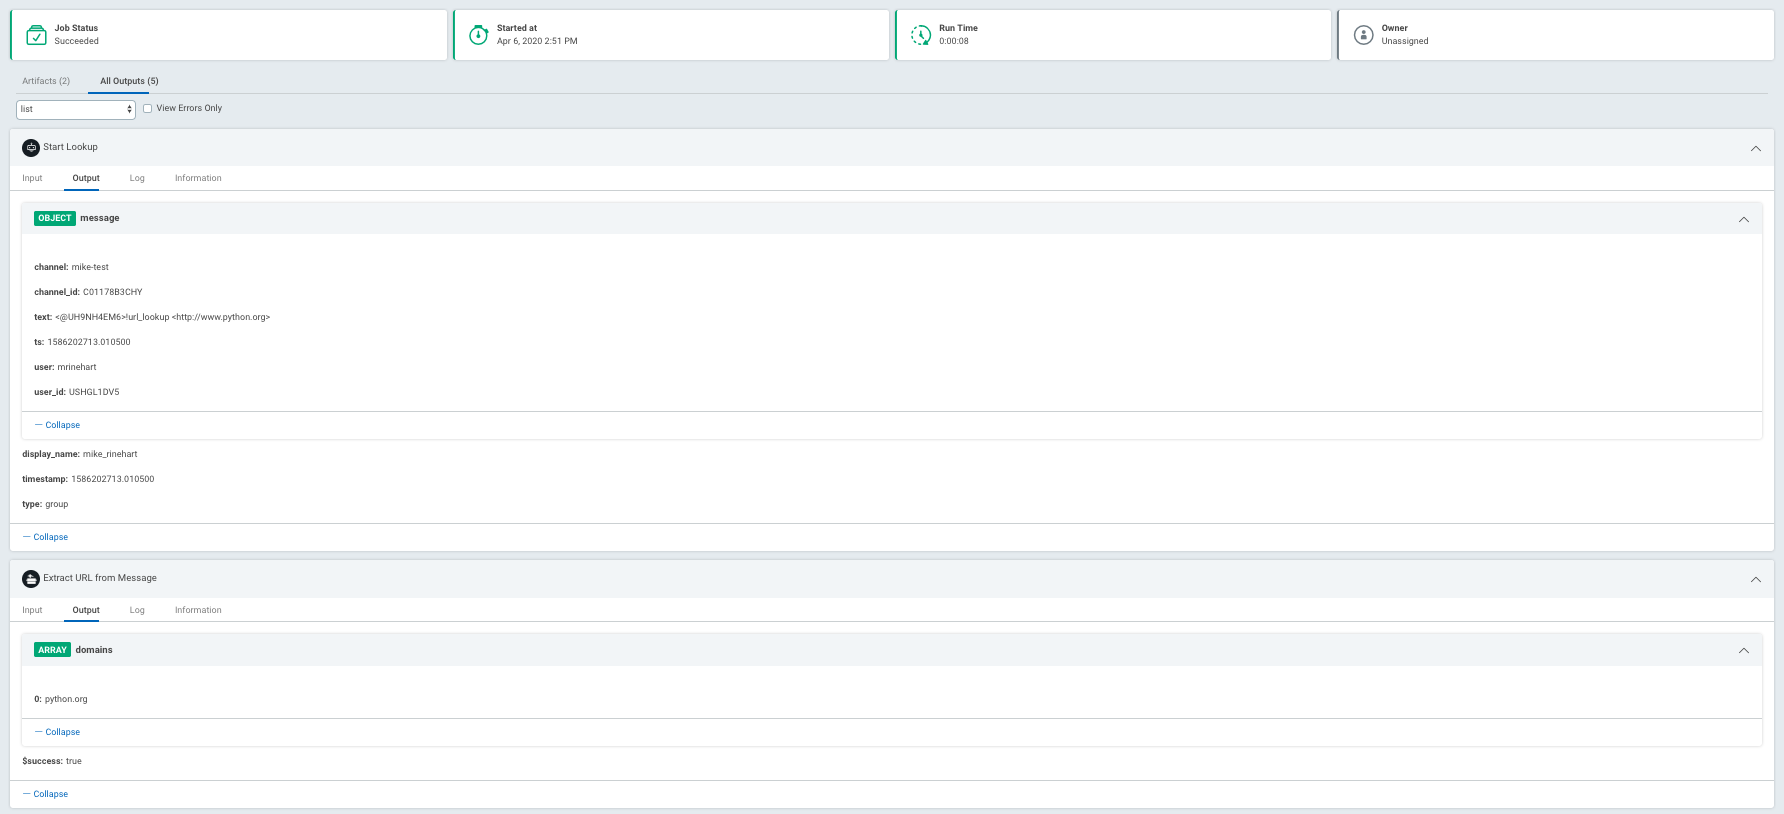 Job Status
Succeeded
Started at
Apr 6, 2020 2:51 PM
Run Time
0:00:08
Owner
Unassigned
Artifacts (2) All Outputs (5)
list View Errors Only
Start Lookup
Input Output Log Information
OBJECT message
channel: mike-test
channel_id: C01178B3CHY
text: <@UH9NH4EM6>!url_lookup <http://www.python.org>
ts: 1586202713.010500
user: mrinehart
user_id: USHGL1DV5
— Collapse
display_name: mike_rinehart
timestamp: 1586202713.010500
type: group
— Collapse
Extract URL from Message
Input Output Log Information
ARRAY domains
0: python.org
— Collapse
$success: true
— Collapse